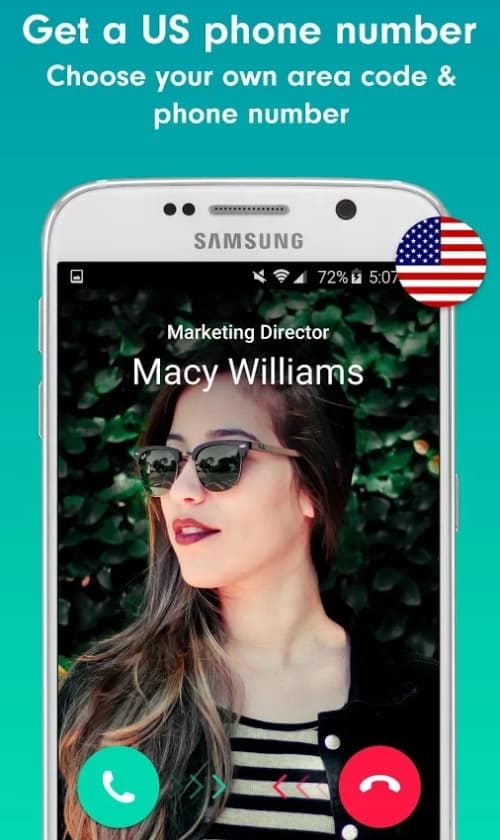 Get a US phone number
Choose your own area code &
phone number
SAMSUNG
72% 5:07
Marketing Director
Macy Williams